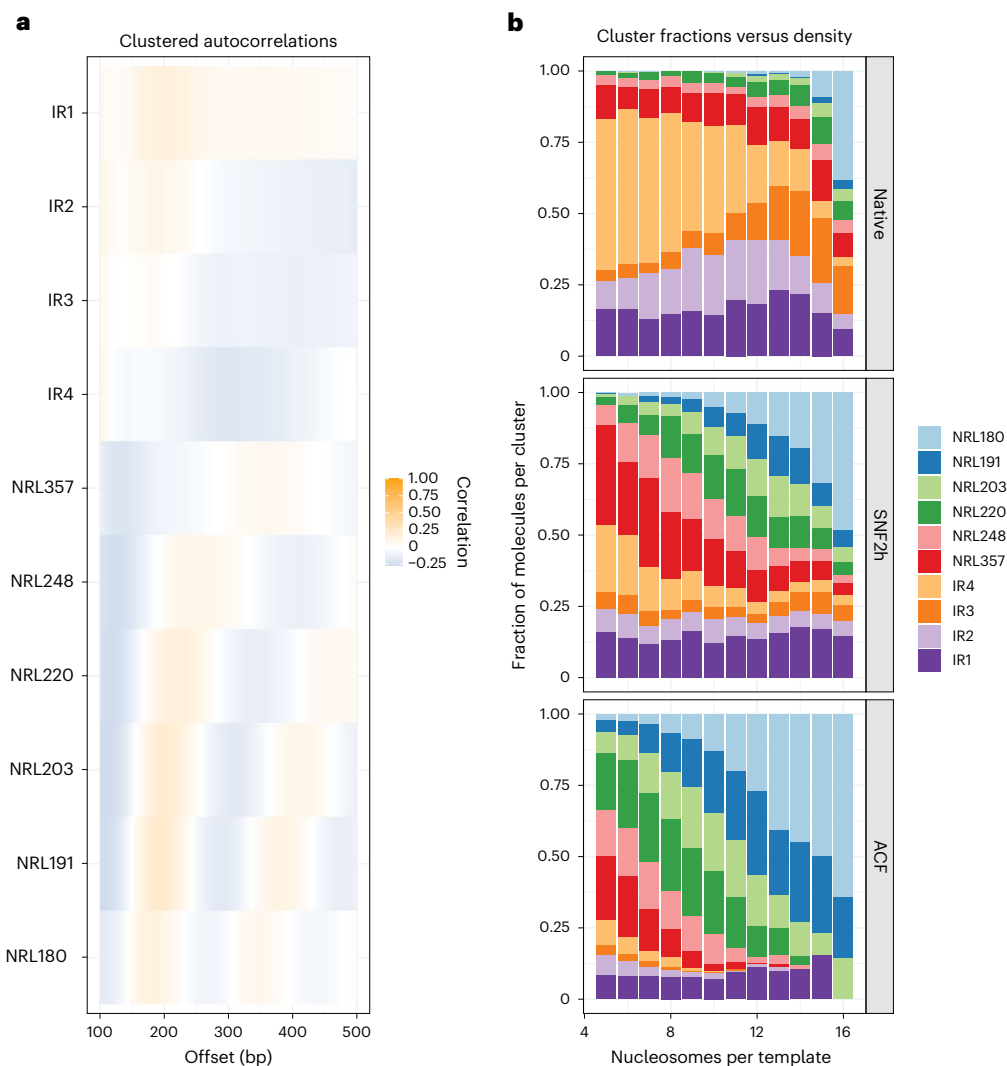 a
Clustered autocorrelations
IR1
IR2
IR3
IR4
NRL357
NRL248
NRL220
NRL203
NRL191
NRL180
100
200
300
400
500
Offset (bp)
1.00
0.75
0.50
0.25
0
−0.25
Correlation
b
Cluster fractions versus density
Fraction of molecules per cluster
1.00
0.75
0.50
0.25
0
Native
1.00
0.75
0.50
0.25
0
SNF2h
1.00
0.75
0.50
0.25
0
ACF
4
8
12
16
Nucleosomes per template
NRL180
NRL191
NRL203
NRL220
NRL248
NRL357
IR4
IR3
IR2
IR1